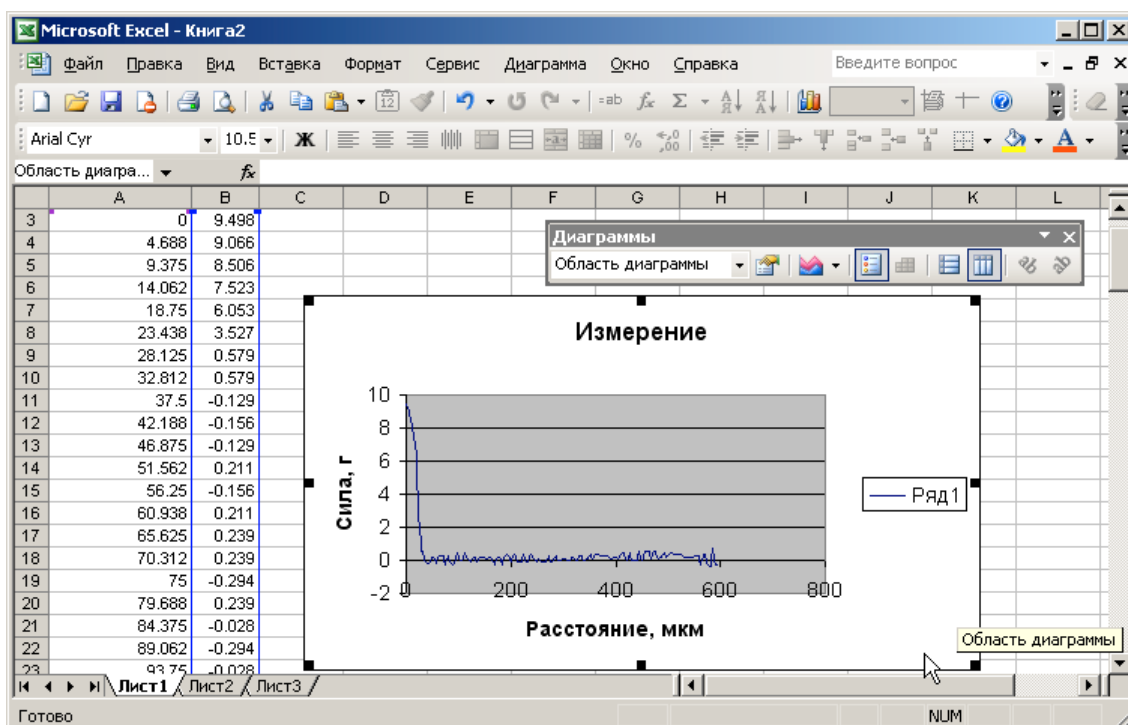 Microsoft Excel - Книга2
Файл Правка Вид Вставка Формат Сервис Диаграмма Окно Справка Введите вопрос
Arial Cyr 10.5 Ж
Область диагра... fx
A B C D E F G H I J K L
3 0 9.498
4 4.688 9.066
5 9.375 8.506
6 14.062 7.523
7 18.75 6.053
8 23.438 3.527
9 28.125 0.579
10 32.812 0.579
11 37.5 -0.129
12 42.188 -0.156
13 46.875 -0.129
14 51.562 0.211
15 56.25 -0.156
16 60.938 0.211
17 65.625 0.239
18 70.312 0.239
19 75 -0.294
20 79.688 0.239
21 84.375 -0.028
22 89.062 -0.294
23 93.75 -0.028
Диаграммы
Область диаграммы
Измерение
Сила, г
10
8
6
4
2
0
-2
0 200 400 600 800
Расстояние, мкм
Ряд1
Область диаграммы
Лист1 Лист2 Лист3
Готово NUM